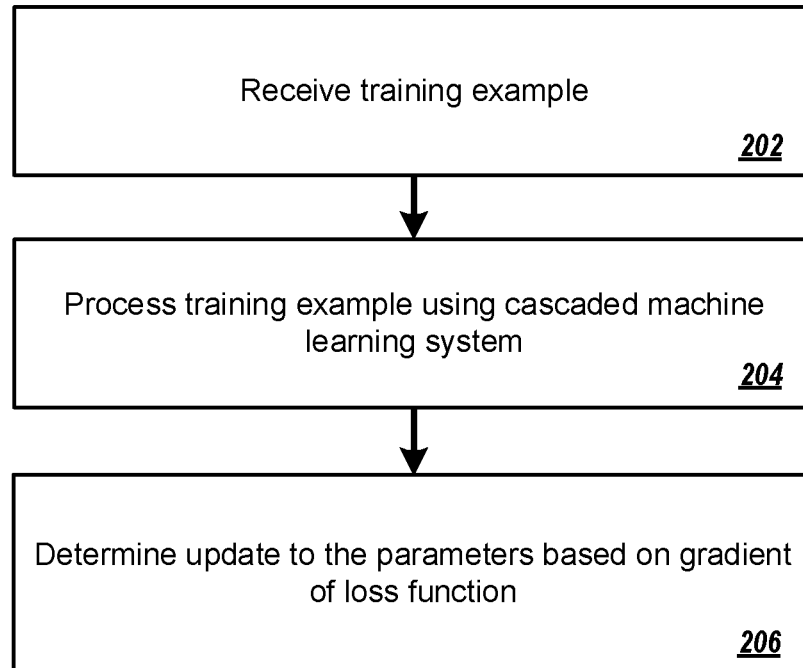 Receive training example
202
Process training example using cascaded machine
learning system
204
Determine update to the parameters based on gradient
of loss function
206